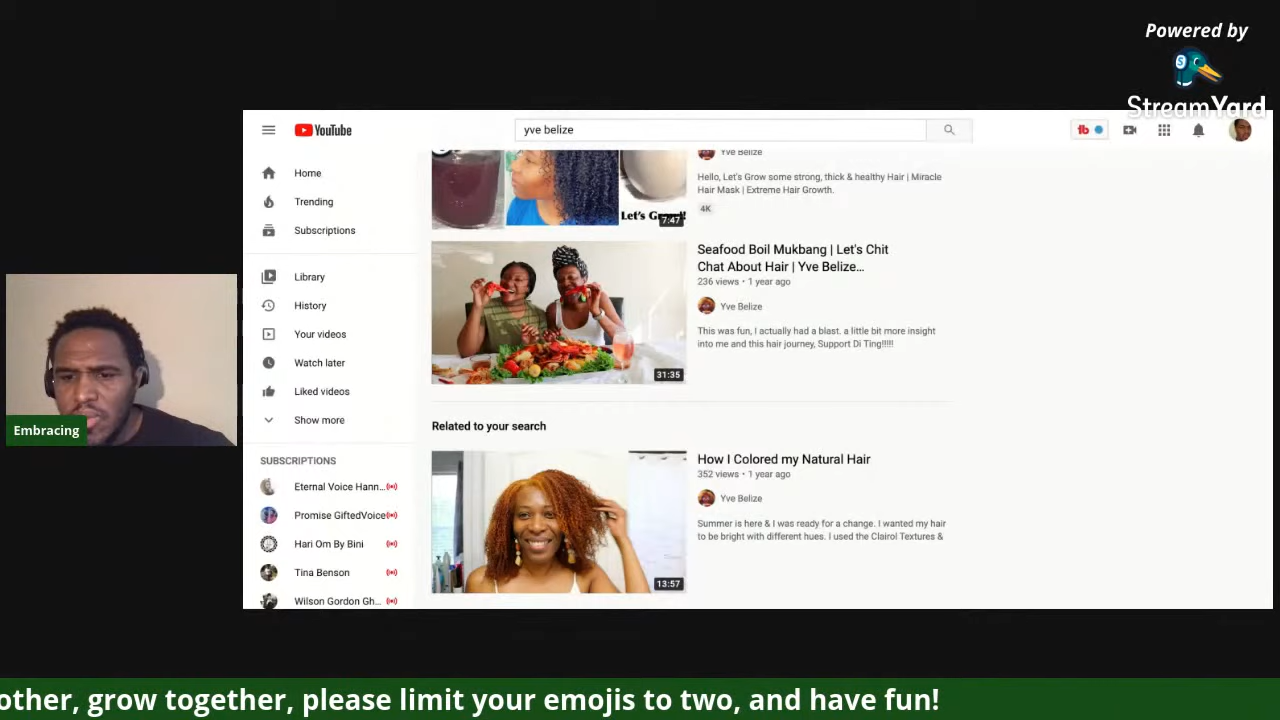 Powered by
StreamYard
YouTube
yve belize
Home
Trending
Subscriptions
Library
History
Your videos
Watch later
Liked videos
Show more
SUBSCRIPTIONS
Eternal Voice Hann...
Promise GiftedVoice
Hari Om By Bini
Tina Benson
Wilson Gordon Gh...
Let's Grow!
7:47
Yve Belize
Hello, Let's Grow some strong, thick & healthy Hair | Miracle
Hair Mask | Extreme Hair Growth.
4K
31:35
Seafood Boil Mukbang | Let's Chit
Chat About Hair | Yve Belize...
236 views • 1 year ago
Yve Belize
This was fun, I actually had a blast. a little bit more insight
into me and this hair journey, Support Di Ting!!!!!
Related to your search
13:57
How I Colored my Natural Hair
352 views • 1 year ago
Yve Belize
Summer is here & I was ready for a change. I wanted my hair
to be bright with different hues. I used the Clairol Textures &
Embracing
other, grow together, please limit your emojis to two, and have fun!